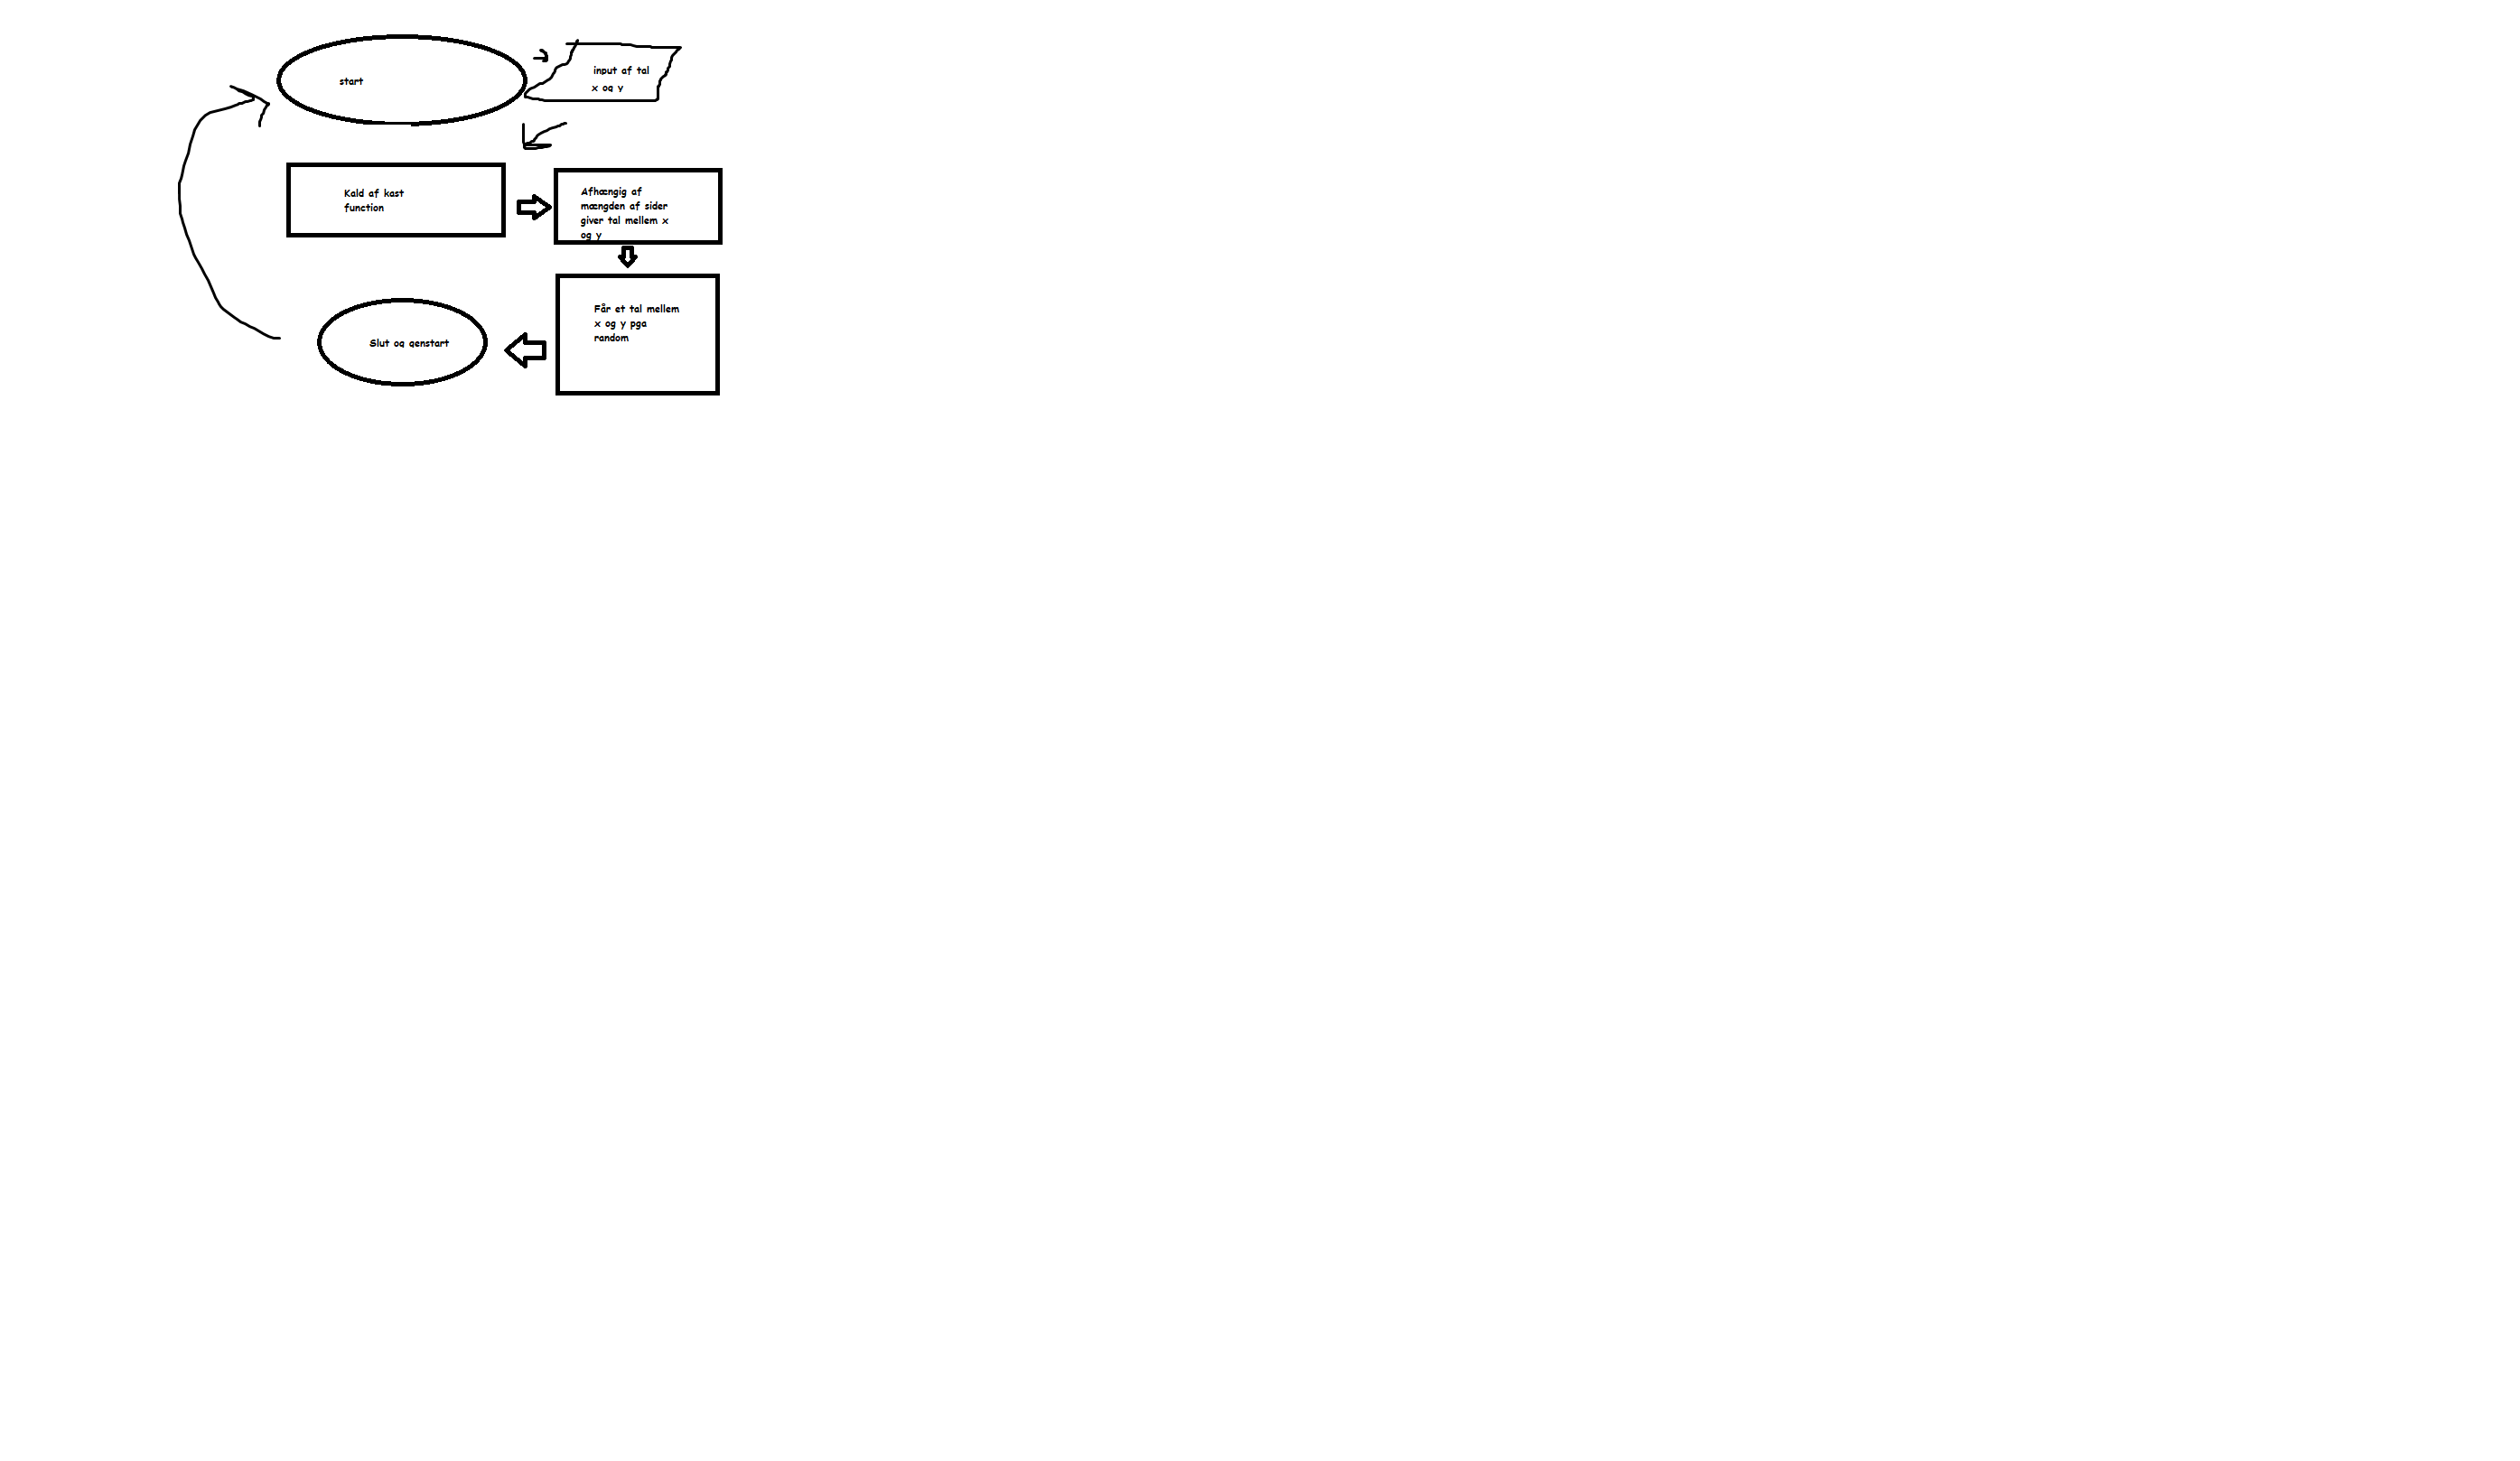 start
input af tal
x og y
Kald af kast
function
Afhængig af
mængden af sider
giver tal mellem x
og y
Får et tal mellem
x og y pga
random
Slut og genstart